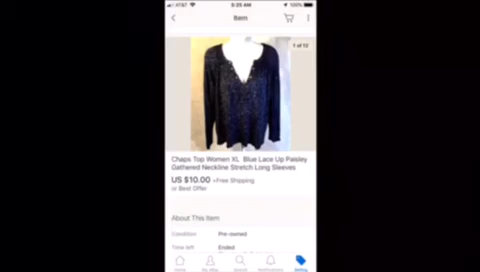 AT&T 5:29 AM 100%
Item
1 of 12
Chaps Top Women XL Blue Lace Up Paisley
Gathered Neckline Stretch Long Sleeves
US $10.00 +Free Shipping
or Best Offer
About This Item
Condition Pre-owned
Time left Ended
Home My eBay Search Notifications Selling